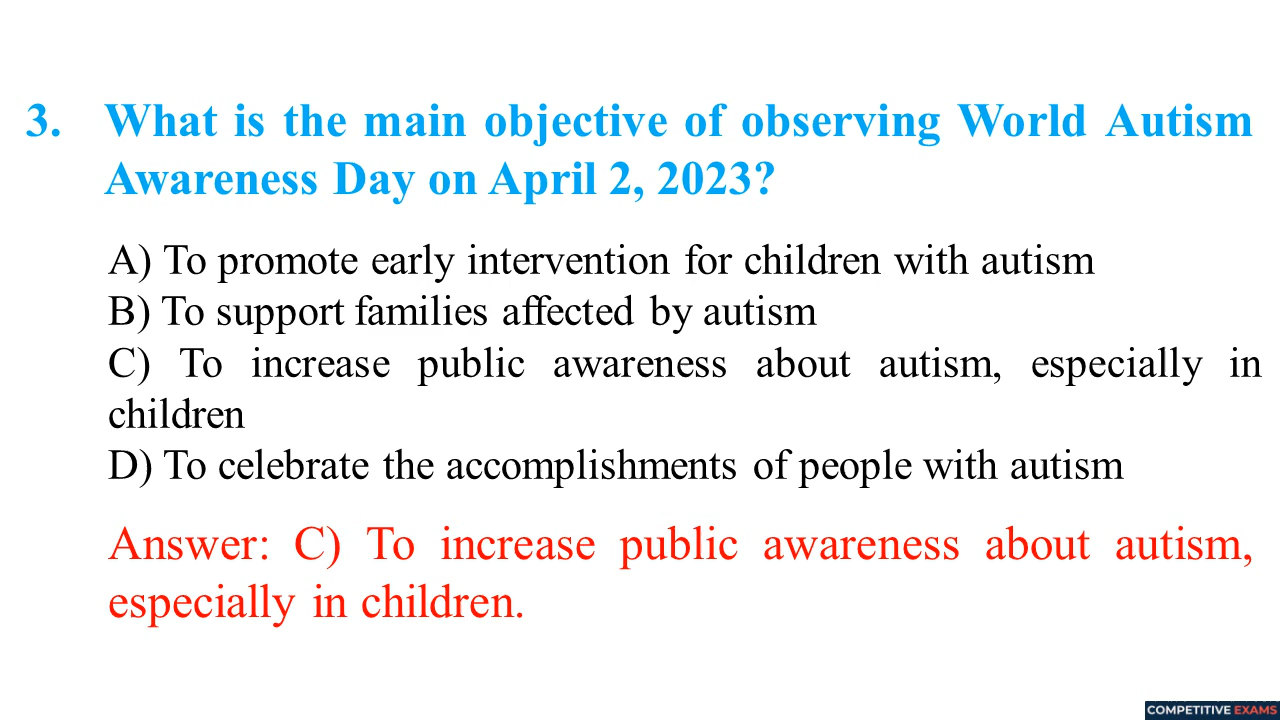 3. What is the main objective of observing World Autism
Awareness Day on April 2, 2023?
A) To promote early intervention for children with autism
B) To support families affected by autism
C) To increase public awareness about autism, especially in
children
D) To celebrate the accomplishments of people with autism
Answer: C) To increase public awareness about autism,
especially in children.
COMPETITIVE EXAMS